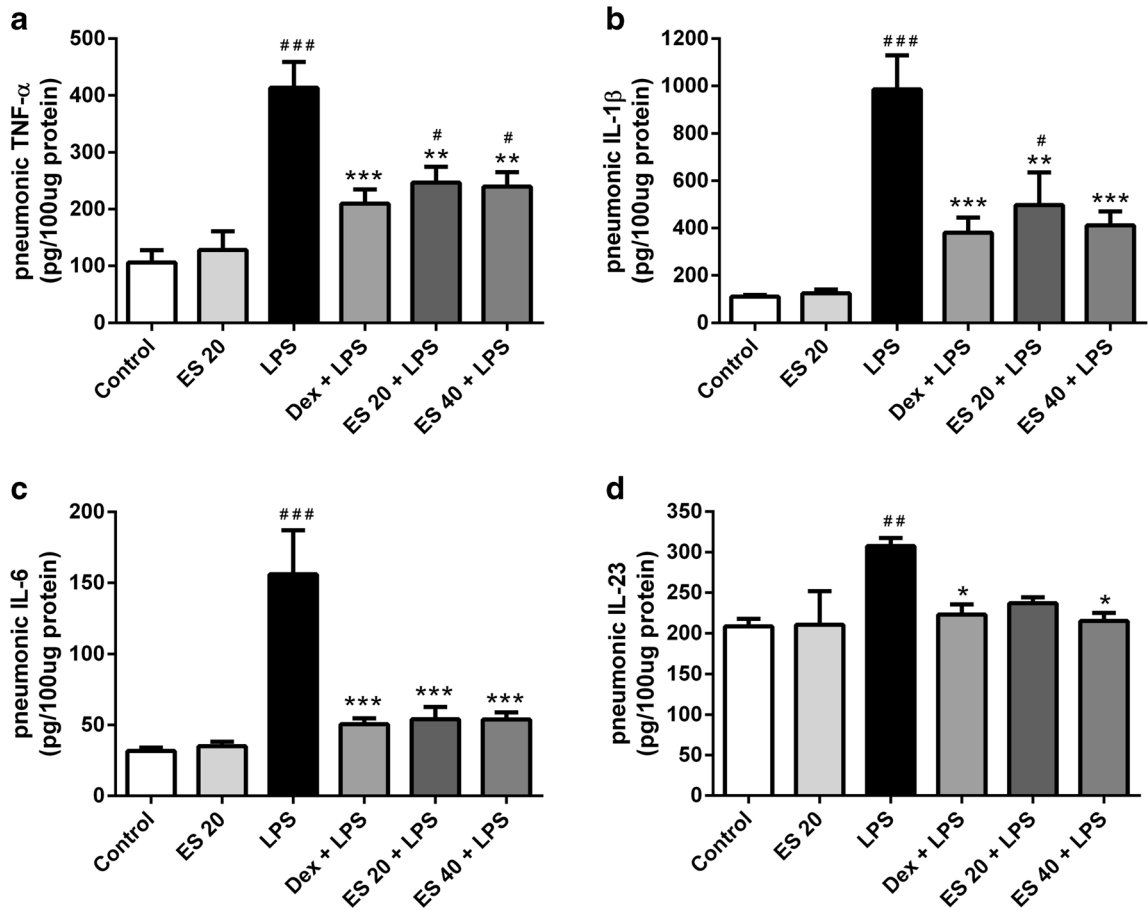 a
pneumonic TNF-α
(pg/100ug protein)
500
400
300
200
100
0
###
***
#
**
#
**
Control
ES 20
LPS
Dex + LPS
ES 20 + LPS
ES 40 + LPS
b
pneumonic IL-1β
(pg/100ug protein)
1200
1000
800
600
400
200
0
###
***
#
**
***
Control
ES 20
LPS
Dex + LPS
ES 20 + LPS
ES 40 + LPS
c
pneumonic IL-6
(pg/100ug protein)
200
150
100
50
0
###
***
***
***
Control
ES 20
LPS
Dex + LPS
ES 20 + LPS
ES 40 + LPS
d
pneumonic IL-23
(pg/100ug protein)
350
300
250
200
150
100
50
0
##
*
*
Control
ES 20
LPS
Dex + LPS
ES 20 + LPS
ES 40 + LPS